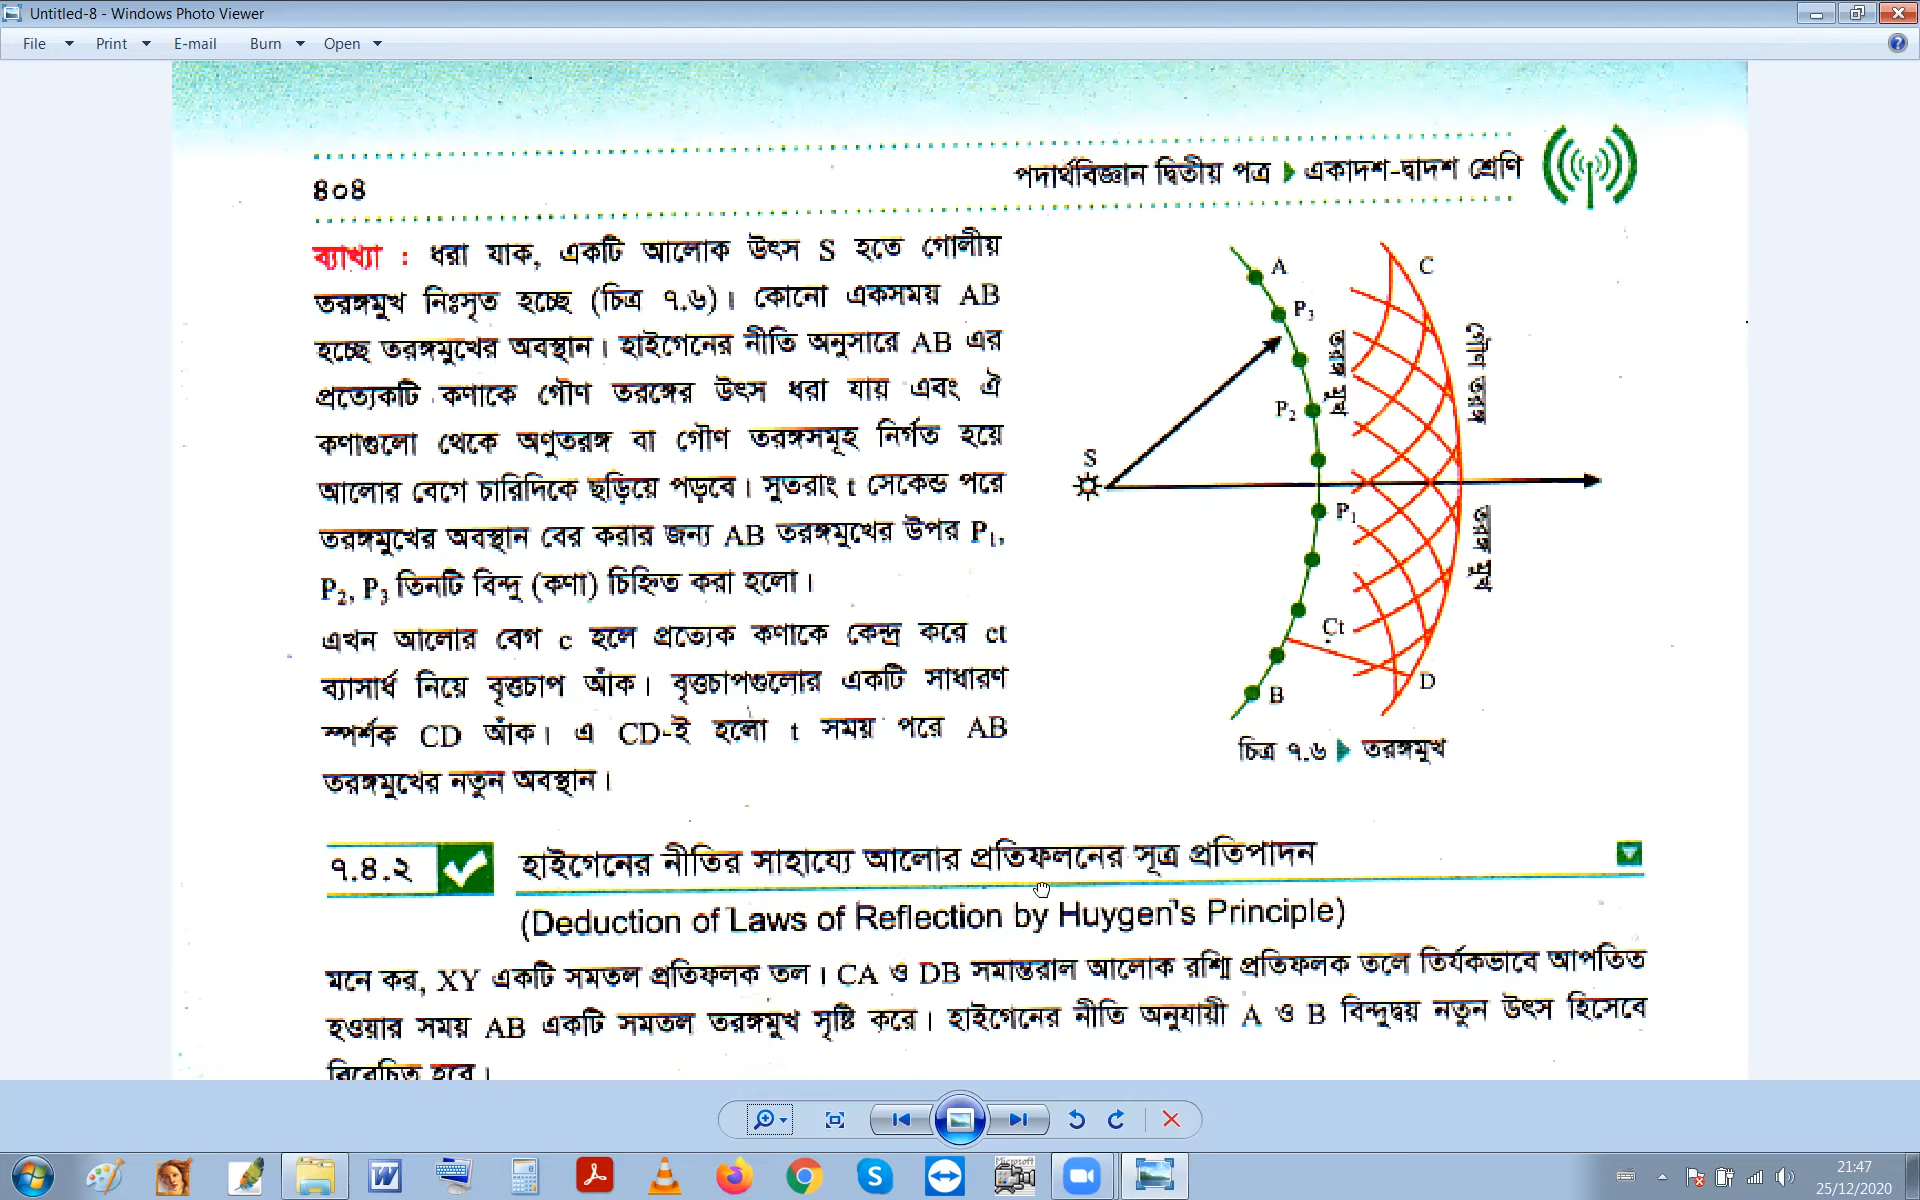 Untitled-8 - Windows Photo Viewer
File Print E-mail Burn Open
৪০৪
পদার্থবিজ্ঞান দ্বিতীয় পত্র একাদশ-দ্বাদশ শ্রেণি
ব্যাখ্যা : ধরা যাক, একটি আলোক উৎস S হতে গোলীয়
তরঙ্গমুখ নিঃসৃত হচ্ছে (চিত্র ৭.৬)। কোনো একসময় AB
হচ্ছে তরঙ্গমুখের অবস্থান। হাইগেনের নীতি অনুসারে AB এর
প্রত্যেকটি কণাকে গৌণ তরঙ্গের উৎস ধরা যায় এবং ঐ
কণাগুলো থেকে অণুতরঙ্গ বা গৌণ তরঙ্গসমূহ নির্গত হয়ে
আলোর বেগে চারিদিকে ছড়িয়ে পড়বে। সুতরাং t সেকেন্ড পরে
তরঙ্গমুখের অবস্থান বের করার জন্য AB তরঙ্গমুখের উপর P₁,
P₂, P₃ তিনটি বিন্দু (কণা) চিহ্নিত করা হলো।
এখন আলোর বেগ c হলে প্রত্যেক কণাকে কেন্দ্র করে ct
ব্যাসার্ধ নিয়ে বৃত্তচাপ আঁক। বৃত্তচাপগুলোর একটি সাধারণ
স্পর্শক CD আঁক। এ CD-ই হলো t সময় পরে AB
তরঙ্গমুখের নতুন অবস্থান।
A
C
P₃
তরঙ্গ মুখ
গৌণ তরঙ্গ
P₂
S
P₁
তরঙ্গ মুখ
Ct
D
B
চিত্র ৭.৬ তরঙ্গমুখ
৭.৪.২ হাইগেনের নীতির সাহায্যে আলোর প্রতিফলনের সূত্র প্রতিপাদন
(Deduction of Laws of Reflection by Huygen's Principle)
মনে কর, XY একটি সমতল প্রতিফলক তল। CA ও DB সমান্তরাল আলোক রশ্মি প্রতিফলক তলে তির্যকভাবে আপতিত
হওয়ার সময় AB একটি সমতল তরঙ্গমুখ সৃষ্টি করে। হাইগেনের নীতি অনুযায়ী A ও B বিন্দুদ্বয় নতুন উৎস হিসেবে
বিবেচিত হবে।
Microsoft
21:47
25/12/2020